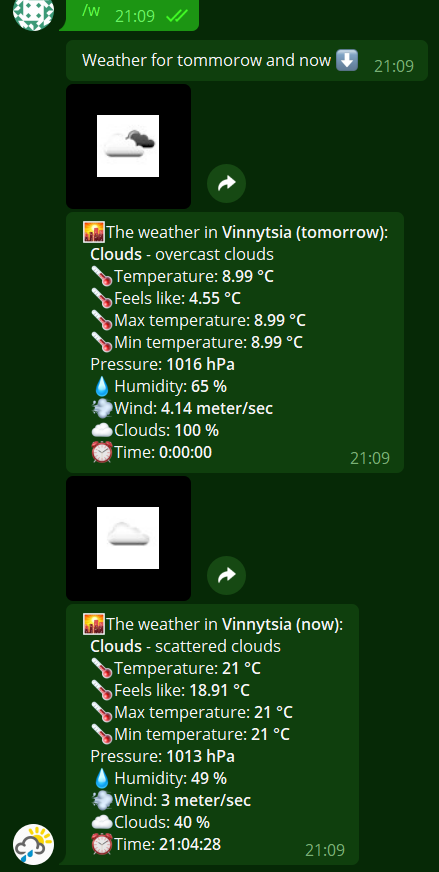 /w 21:09
Weather for tommorow and now ⬇️ 21:09
The weather in Vinnytsia (tomorrow):
Clouds - overcast clouds
🌡Temperature: 8.99 °C
🌡Feels like: 4.55 °C
🌡Max temperature: 8.99 °C
🌡Min temperature: 8.99 °C
Pressure: 1016 hPa
💧Humidity: 65 %
💨Wind: 4.14 meter/sec
☁️Clouds: 100 %
⏰Time: 0:00:00
21:09
The weather in Vinnytsia (now):
Clouds - scattered clouds
🌡Temperature: 21 °C
🌡Feels like: 18.91 °C
🌡Max temperature: 21 °C
🌡Min temperature: 21 °C
Pressure: 1013 hPa
💧Humidity: 49 %
💨Wind: 3 meter/sec
☁️Clouds: 40 %
⏰Time: 21:04:28
21:09